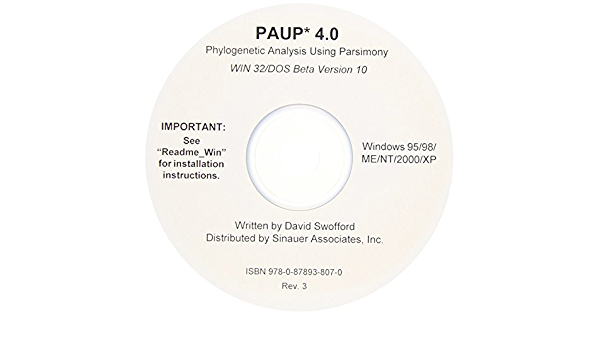 PAUP* 4.0
Phylogenetic Analysis Using Parsimony
WIN 32/DOS Beta Version 10
IMPORTANT:
See
“Readme_Win”
for installation
instructions.
Windows 95/98/
ME/NT/2000/XP
Written by David Swofford
Distributed by Sinauer Associates, Inc.
ISBN 978-0-87893-807-0
Rev. 3